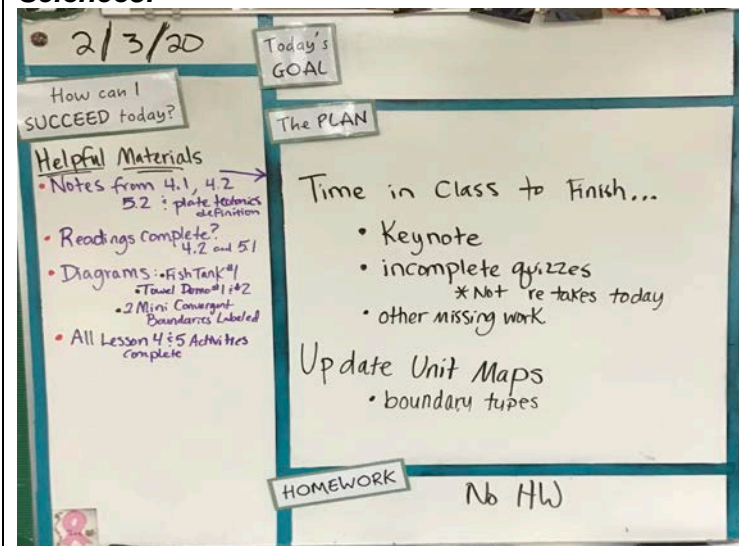 Sciences.
2/3/20
Today's
GOAL
How can I
SUCCEED today?
Helpful Materials
• Notes from 4.1, 4.2
5.2 & plate tectonics
definition
• Readings Complete?
4.2 and 5.1
• Diagrams: • Fish Tank #1
• Towel Demo #1 & #2
• 2 Mini Convergent
Boundaries Labeled
• All Lesson 4 & 5 Activities
Complete
The PLAN
Time in Class to Finish...
• Keynote
• incomplete quizzes
* Not retakes today
• other missing work
Update Unit Maps
• boundary types
HOMEWORK
No HW